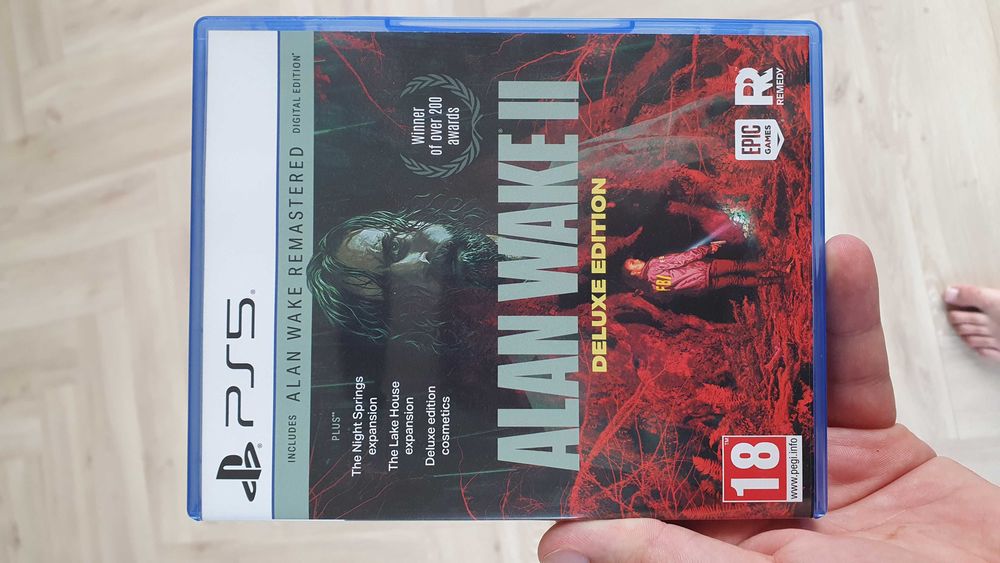 PS5
INCLUDES ALAN WAKE REMASTERED DIGITAL EDITION*
PLUS**
The Night Springs
expansion
The Lake House
expansion
Deluxe edition
cosmetics
Winner
of over 200
awards
ALAN WAKE II
DELUXE EDITION
FBI
18
www.pegi.info
EPIC
GAMES
REMEDY